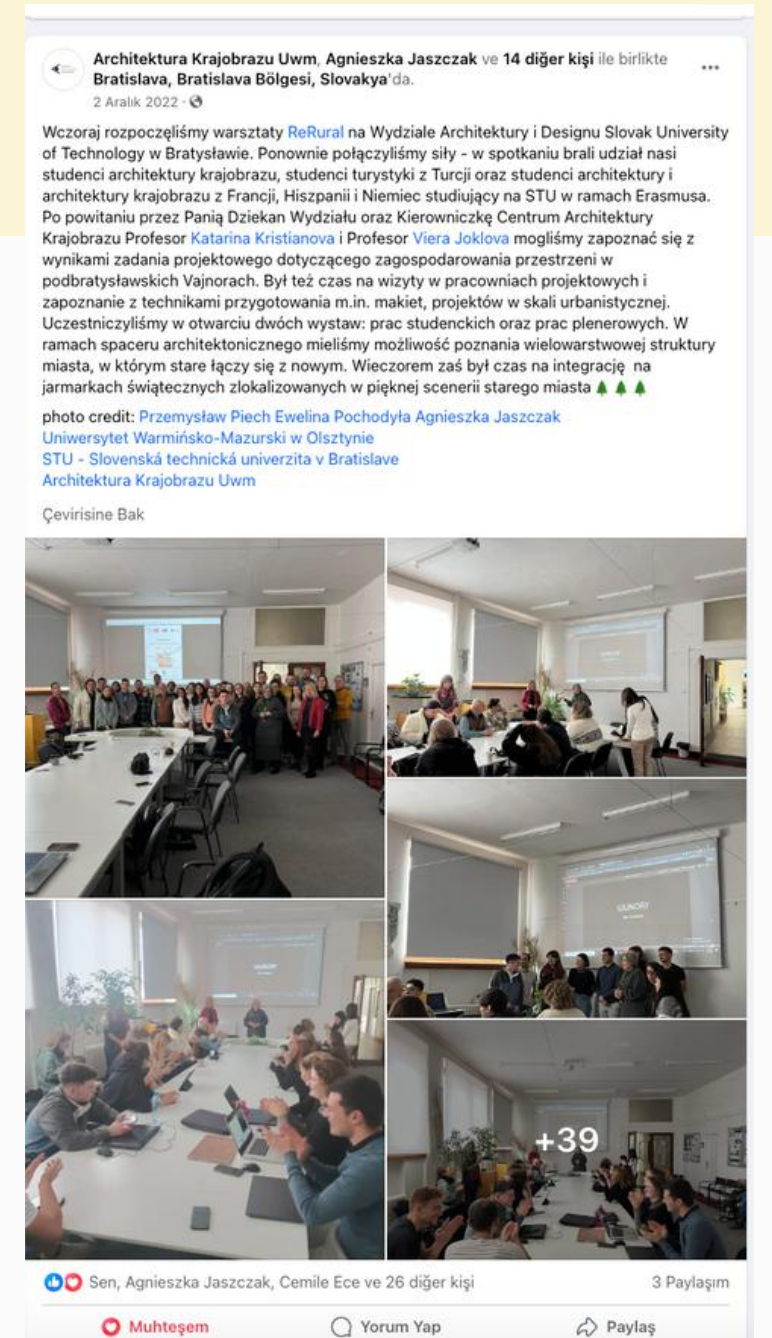 Architektura Krajobrazu Uwm, Agnieszka Jaszczak ve 14 diğer kişi ile birlikte
Bratislava, Bratislava Bölgesi, Slovakya'da.
2 Aralık 2022 ·
Wczoraj rozpoczęliśmy warsztaty ReRural na Wydziale Architektury i Designu Slovak University
of Technology w Bratysławie. Ponownie połączyliśmy siły - w spotkaniu brali udział nasi
studenci architektury krajobrazu, studenci turystyki z Turcji oraz studenci architektury i
architektury krajobrazu z Francji, Hiszpanii i Niemiec studiujący na STU w ramach Erasmusa.
Po powitaniu przez Panią Dziekan Wydziału oraz Kierowniczkę Centrum Architektury
Krajobrazu Profesor Katarina Kristianova i Profesor Viera Joklova mogliśmy zapoznać się z
wynikami zadania projektowego dotyczącego zagospodarowania przestrzeni w
podbratysławskich Vajnorach. Był też czas na wizyty w pracowniach projektowych i
zapoznanie z technikami przygotowania m.in. makiet, projektów w skali urbanistycznej.
Uczestniczyliśmy w otwarciu dwóch wystaw: prac studenckich oraz prac plenerowych. W
ramach spaceru architektonicznego mieliśmy możliwość poznania wielowarstwowej struktury
miasta, w którym stare łączy się z nowym. Wieczorem zaś był czas na integrację na
jarmarkach świątecznych zlokalizowanych w pięknej scenerii starego miasta 🌲 🌲 🌲
photo credit: Przemysław Piech Ewelina Pochodyła Agnieszka Jaszczak
Uniwersytet Warmińsko-Mazurski w Olsztynie
STU - Slovenská technická univerzita v Bratislave
Architektura Krajobrazu Uwm
Çevirisine Bak
+39
Sen, Agnieszka Jaszczak, Cemile Ece ve 26 diğer kişi
3 Paylaşım
Muhteşem
Yorum Yap
Paylaş